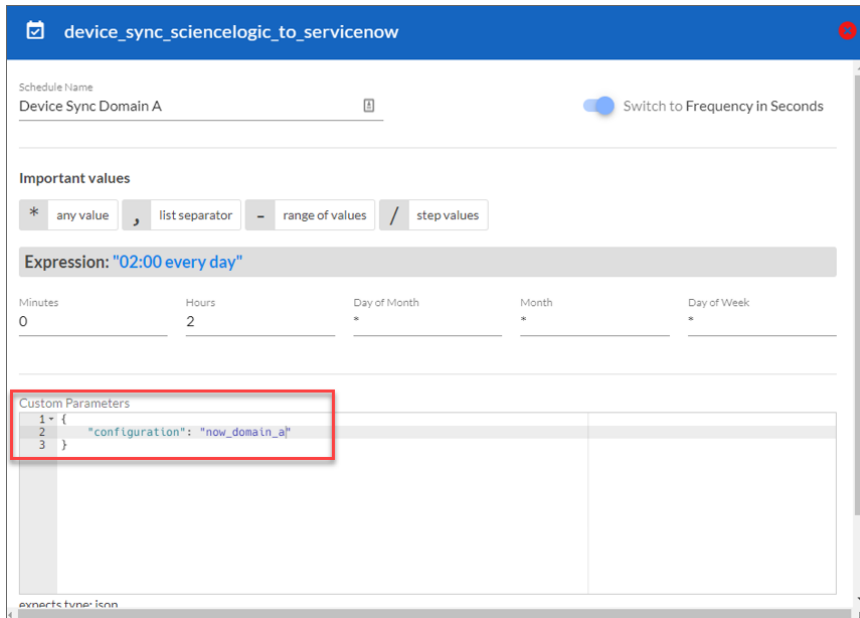 device_sync_sciencelogic_to_servicenow
Schedule Name
Device Sync Domain A
Switch to Frequency in Seconds
Important values
* any value , list separator - range of values / step values
Expression: "02:00 every day"
Minutes Hours Day of Month Month Day of Week
0 2 * * *
Custom Parameters
1 {
2 "configuration": "now_domain_a"
3 }
expects type: json